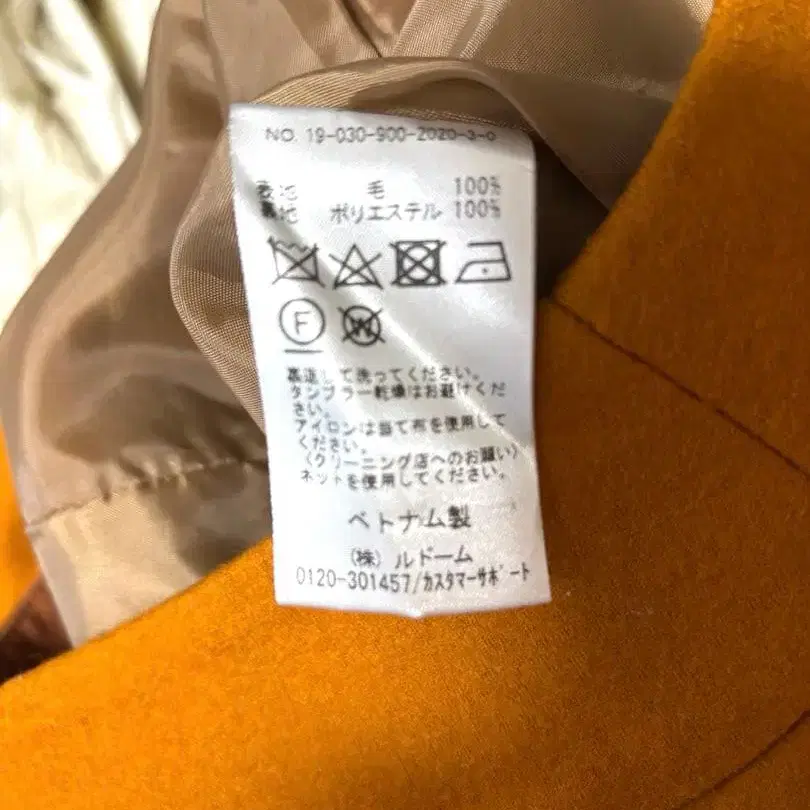 NO. 19-030-900-2020-3-0
表地 毛 100%
裏地 ポリエステル 100%
F W
裏返して洗ってください。
タンブラー乾燥はお避けくだ
さい。
アイロンは当て布を使用して
ください。
〈クリーニング店へのお願い〉
ネットを使用してください。
ベトナム製
(株) ルドーム
0120-301457/カスタマーサポート